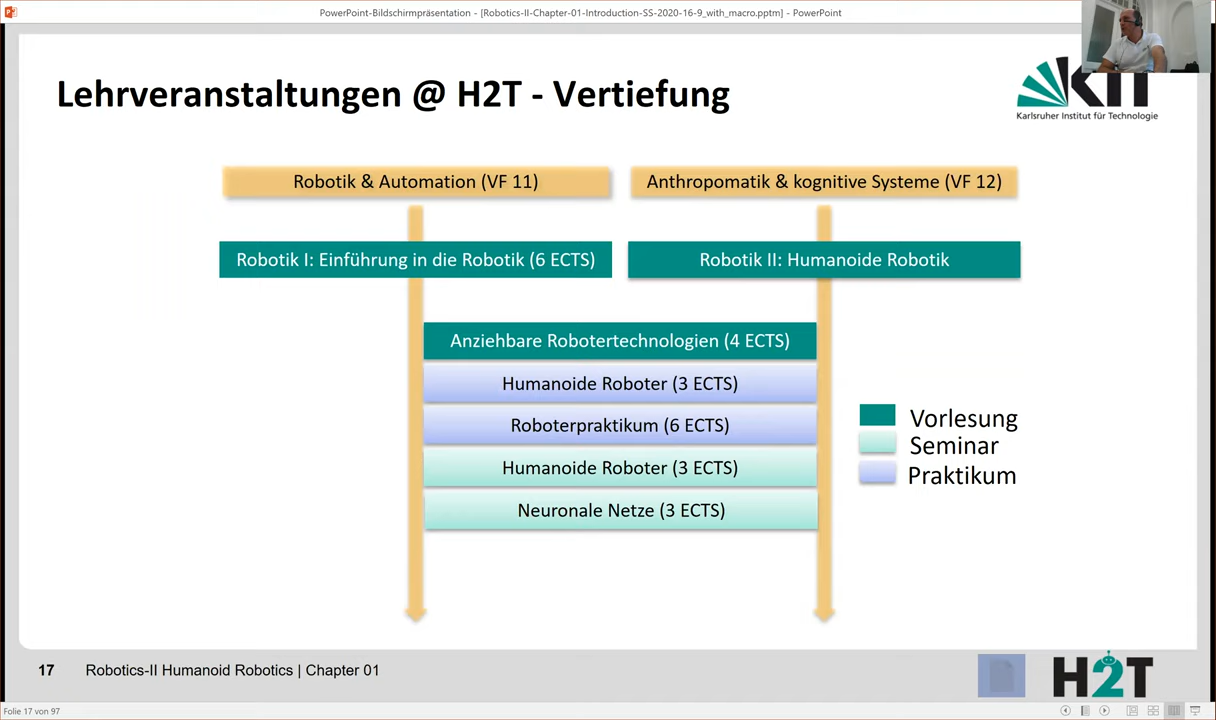 PowerPoint-Bildschirmpräsentation - [Robotics-II-Chapter-01-Introduction-SS-2020-16-9_with_macro.pptm] - PowerPoint
Lehrveranstaltungen @ H2T - Vertiefung
KIT
Karlsruher Institut für Technologie
Robotik & Automation (VF 11)
Anthropomatik & kognitive Systeme (VF 12)
Robotik I: Einführung in die Robotik (6 ECTS)
Robotik II: Humanoide Robotik
Anziehbare Robotertechnologien (4 ECTS)
Humanoide Roboter (3 ECTS)
Roboterpraktikum (6 ECTS)
Humanoide Roboter (3 ECTS)
Neuronale Netze (3 ECTS)
Vorlesung
Seminar
Praktikum
17 Robotics-II Humanoid Robotics | Chapter 01
H2T
Folie 17 von 97